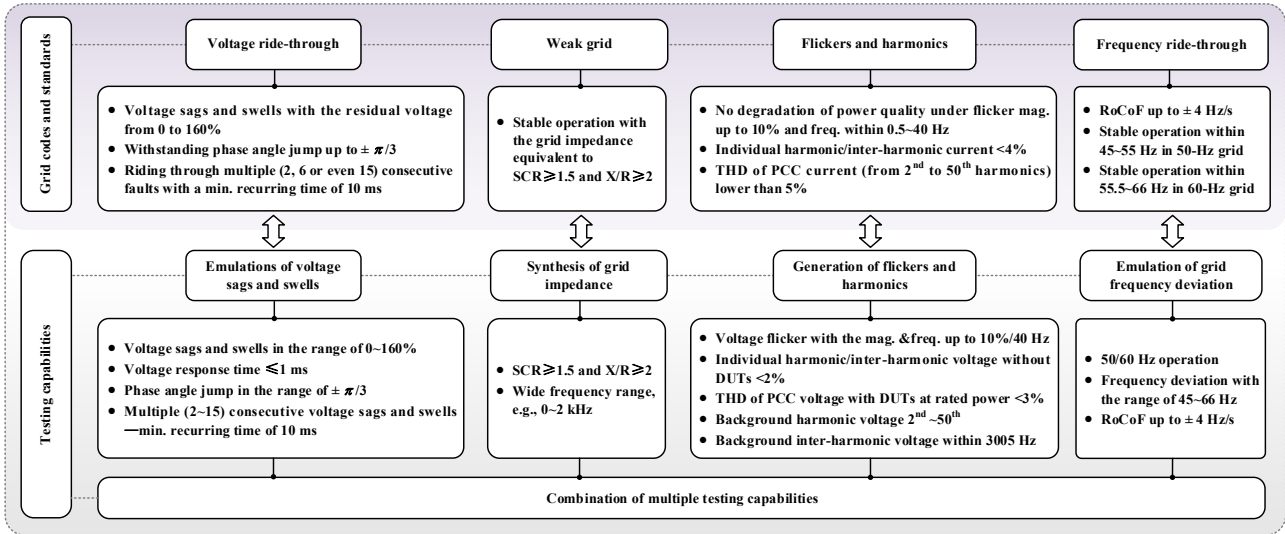 Grid codes and standards
Voltage ride-through
● Voltage sags and swells with the residual voltage
from 0 to 160%
● Withstanding phase angle jump up to ± π/3
● Riding through multiple (2, 6 or even 15) consecutive
faults with a min. recurring time of 10 ms
Weak grid
● Stable operation with
the grid impedance
equivalent to
SCR≥1.5 and X/R≥2
Flickers and harmonics
● No degradation of power quality under flicker mag.
up to 10% and freq. within 0.5~40 Hz
● Individual harmonic/inter-harmonic current <4%
● THD of PCC current (from 2nd to 50th harmonics)
lower than 5%
Frequency ride-through
● RoCoF up to ± 4 Hz/s
● Stable operation within
45~55 Hz in 50-Hz grid
● Stable operation within
55.5~66 Hz in 60-Hz grid
Testing capabilities
Emulations of voltage
sags and swells
● Voltage sags and swells in the range of 0~160%
● Voltage response time ≤1 ms
● Phase angle jump in the range of ± π/3
● Multiple (2~15) consecutive voltage sags and swells
—min. recurring time of 10 ms
Synthesis of grid
impedance
● SCR≥1.5 and X/R≥2
● Wide frequency range,
e.g., 0~2 kHz
Generation of flickers and
harmonics
● Voltage flicker with the mag. &freq. up to 10%/40 Hz
● Individual harmonic/inter-harmonic voltage without
DUTs <2%
● THD of PCC voltage with DUTs at rated power <3%
● Background harmonic voltage 2nd ~50th
● Background inter-harmonic voltage within 3005 Hz
Emulation of grid
frequency deviation
● 50/60 Hz operation
● Frequency deviation with
the range of 45~66 Hz
● RoCoF up to ± 4 Hz/s
Combination of multiple testing capabilities